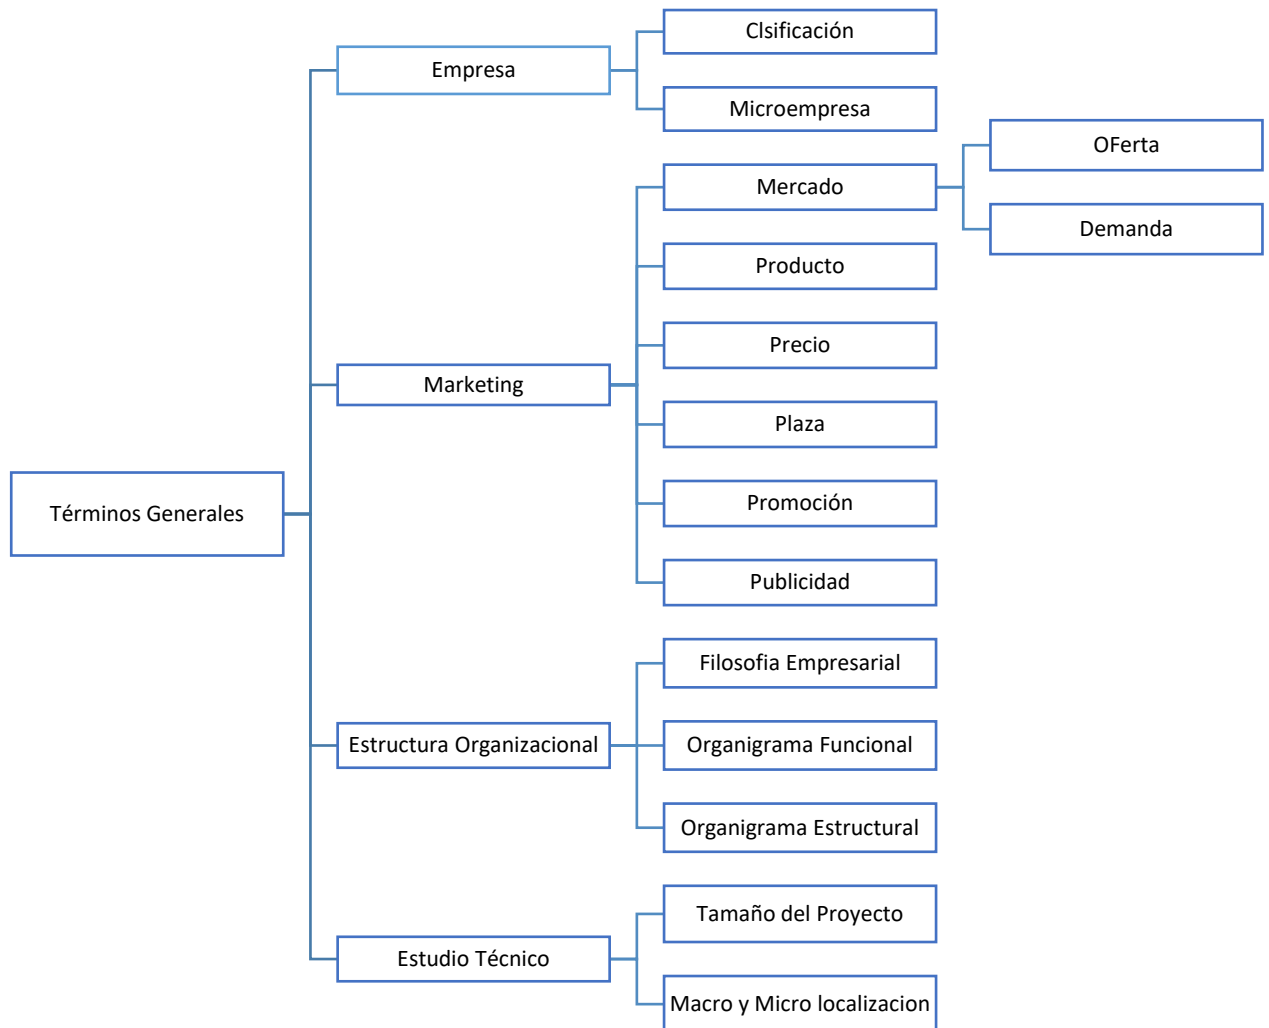 Términos Generales
Empresa
Clsificación
Microempresa
Marketing
Mercado
OFerta
Demanda
Producto
Precio
Plaza
Promoción
Publicidad
Estructura Organizacional
Filosofia Empresarial
Organigrama Funcional
Organigrama Estructural
Estudio Técnico
Tamaño del Proyecto
Macro y Micro localizacion